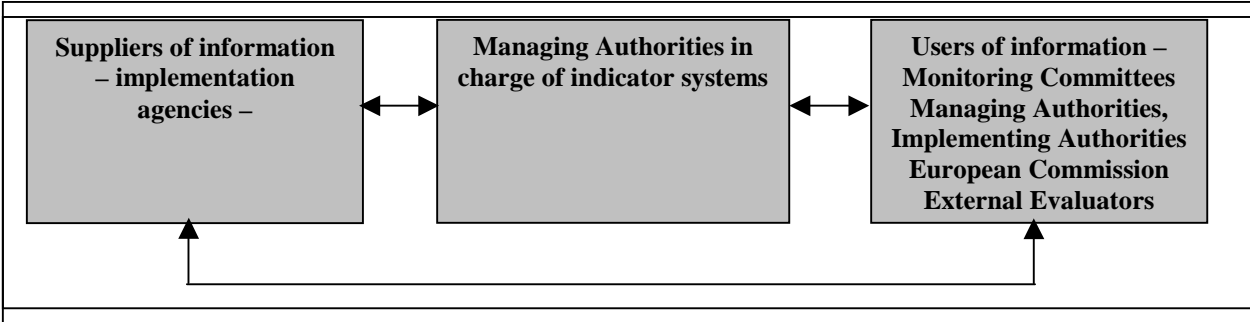 Suppliers of information
– implementation
agencies –
Managing Authorities in
charge of indicator systems
Users of information –
Monitoring Committees
Managing Authorities,
Implementing Authorities
European Commission
External Evaluators